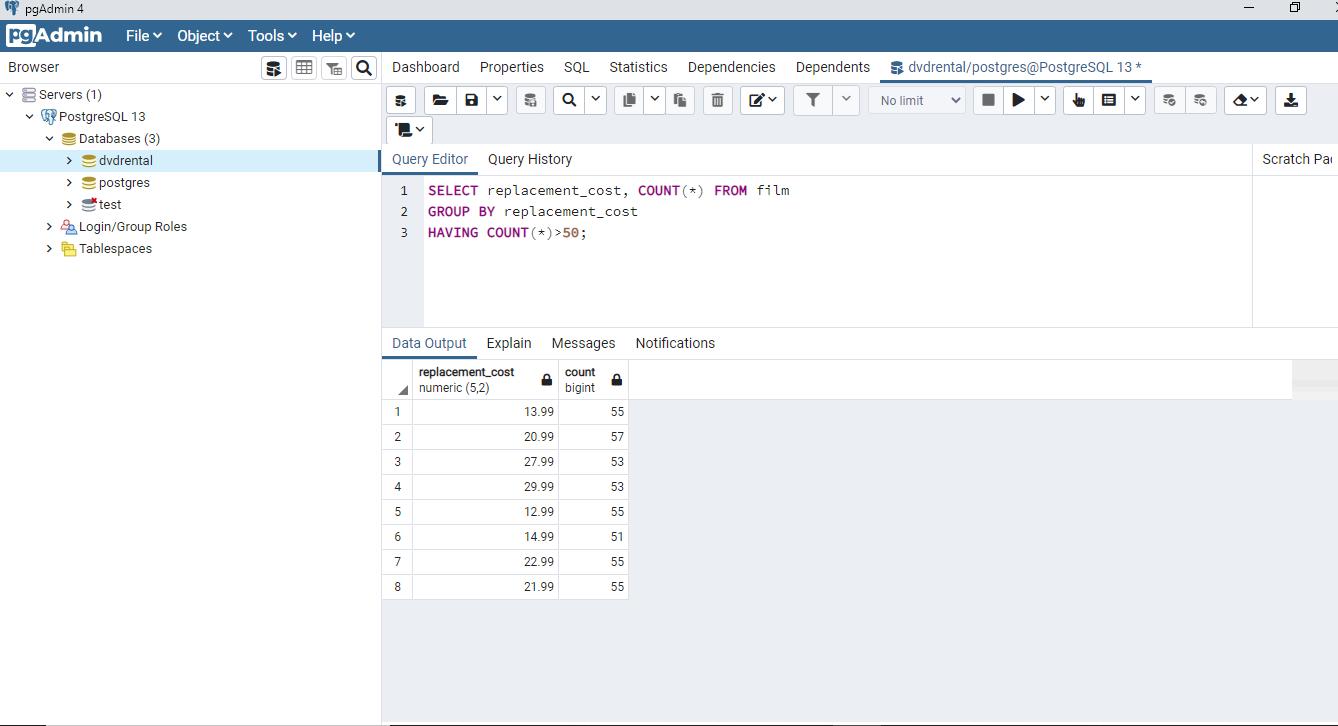 pgAdmin 4
pgAdmin File Object Tools Help
Browser
Dashboard Properties SQL Statistics Dependencies Dependents dvdrental/postgres@PostgreSQL 13 *
Servers (1)
PostgreSQL 13
Databases (3)
dvdrental
postgres
test
Login/Group Roles
Tablespaces
No limit
Query Editor Query History Scratch Pa
1 SELECT replacement_cost, COUNT(*) FROM film
2 GROUP BY replacement_cost
3 HAVING COUNT(*)>50;
Data Output Explain Messages Notifications
replacement_cost count
numeric (5,2) bigint
1 13.99 55
2 20.99 57
3 27.99 53
4 29.99 53
5 12.99 55
6 14.99 51
7 22.99 55
8 21.99 55